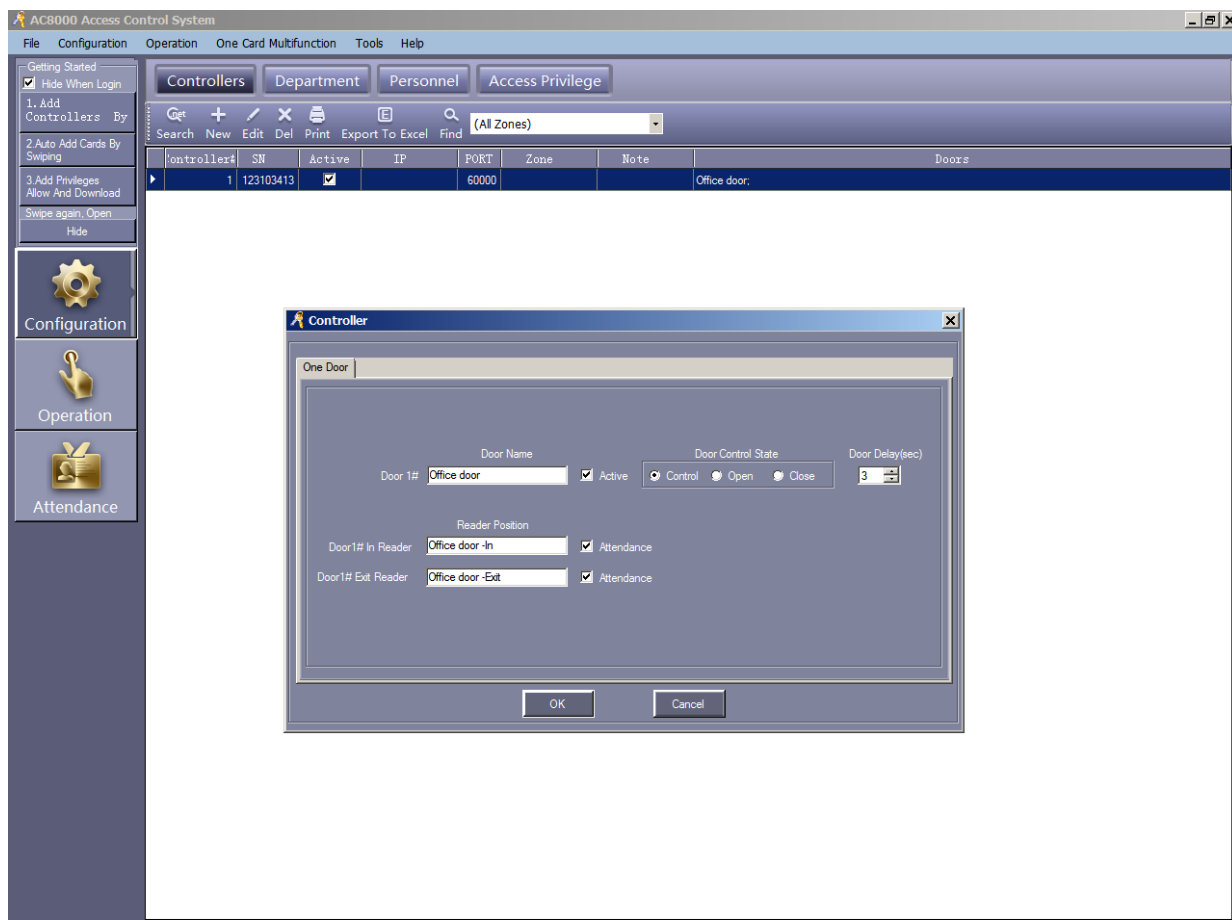 AC8000 Access Control System
File Configuration Operation One Card Multifunction Tools Help
Getting Started
Hide When Login
1.Add
Controllers By
2.Auto Add Cards By
Swiping
3.Add Privileges
Allow And Download
Swipe again, Open
Hide
Configuration
Operation
Attendance
Controllers Department Personnel Access Privilege
Search New Edit Del Print Export To Excel Find (All Zones)
ontroller# SN Active IP PORT Zone Note Doors
1 123103413 60000 Office door;
Controller
One Door
Door Name Door Control State Door Delay(sec)
Door 1# Office door Active Control Open Close 3
Reader Position
Door1# In Reader Office door -In Attendance
Door1# Exit Reader Office door -Exit Attendance
OK Cancel